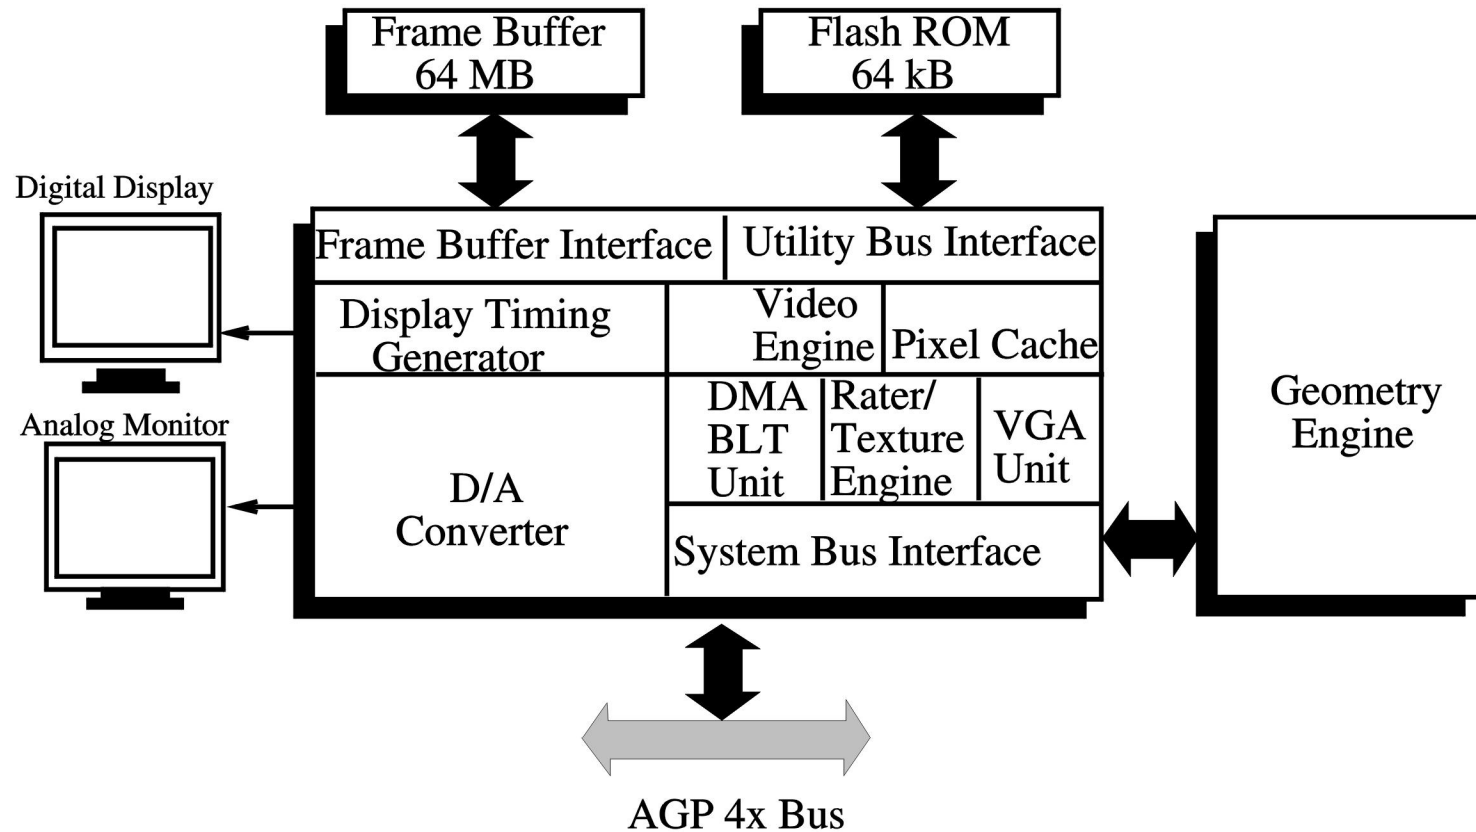 Frame Buffer
64 MB
Flash ROM
64 kB
Digital Display
Analog Monitor
Frame Buffer Interface
Utility Bus Interface
Display Timing
Generator
Video
Engine
Pixel Cache
D/A
Converter
DMA
BLT
Unit
Rater/
Texture
Engine
VGA
Unit
System Bus Interface
Geometry
Engine
AGP 4x Bus